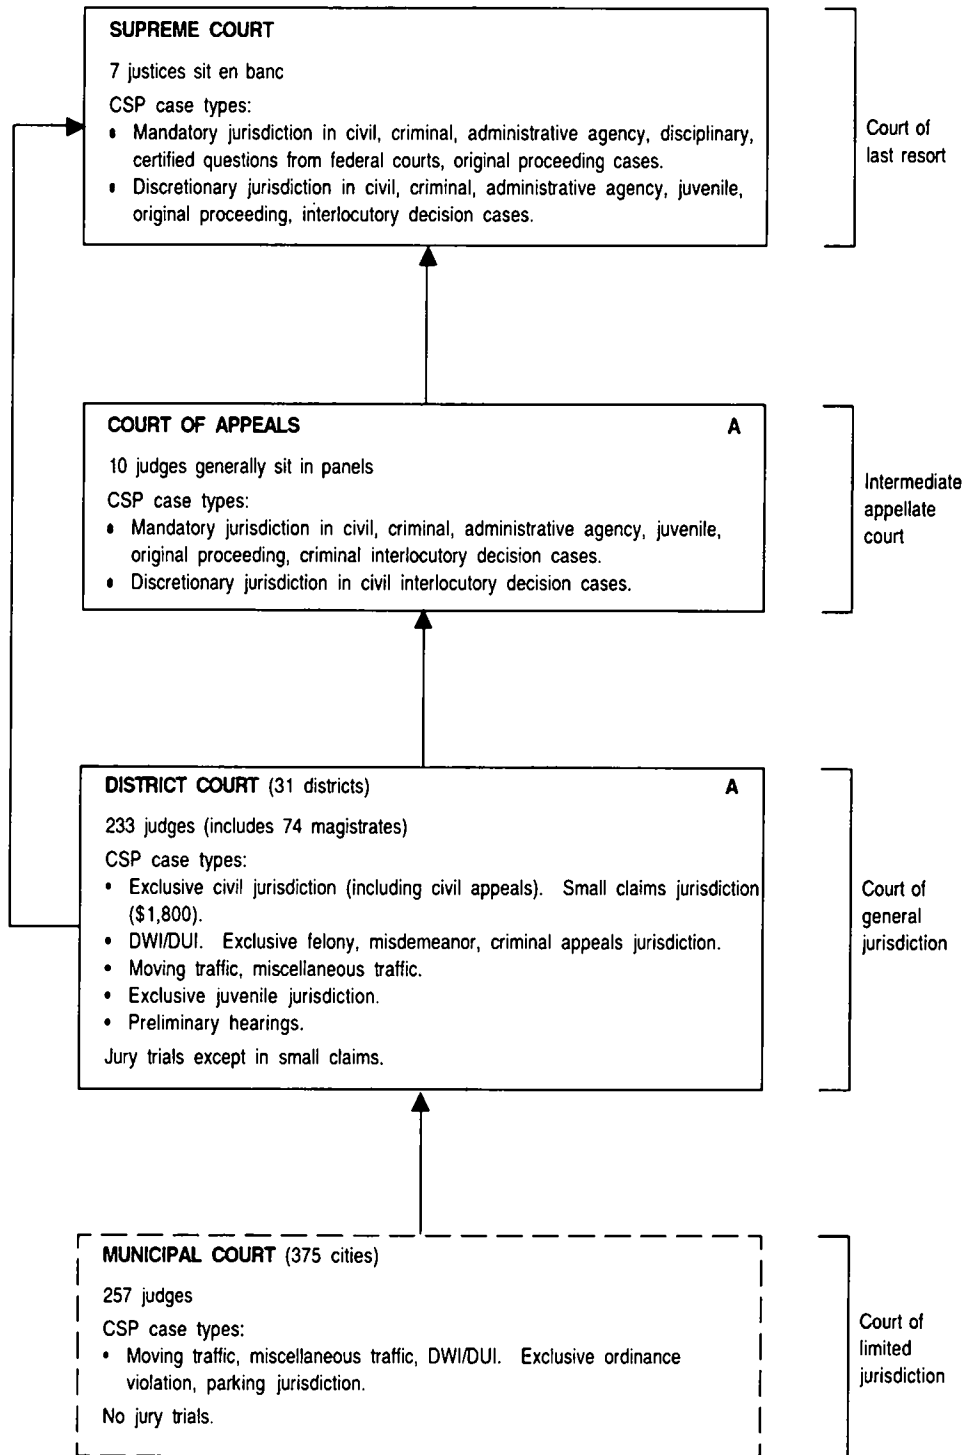 SUPREME COURT
7 justices sit en banc
CSP case types:
• Mandatory jurisdiction in civil, criminal, administrative agency, disciplinary,
certified questions from federal courts, original proceeding cases.
• Discretionary jurisdiction in civil, criminal, administrative agency, juvenile,
original proceeding, interlocutory decision cases.
Court of
last resort
COURT OF APPEALS A
10 judges generally sit in panels
CSP case types:
• Mandatory jurisdiction in civil, criminal, administrative agency, juvenile,
original proceeding, criminal interlocutory decision cases.
• Discretionary jurisdiction in civil interlocutory decision cases.
Intermediate
appellate
court
DISTRICT COURT (31 districts) A
233 judges (includes 74 magistrates)
CSP case types:
• Exclusive civil jurisdiction (including civil appeals). Small claims jurisdiction
($1,800).
• DWI/DUI. Exclusive felony, misdemeanor, criminal appeals jurisdiction.
• Moving traffic, miscellaneous traffic.
• Exclusive juvenile jurisdiction.
• Preliminary hearings.
Jury trials except in small claims.
Court of
general
jurisdiction
MUNICIPAL COURT (375 cities)
257 judges
CSP case types:
• Moving traffic, miscellaneous traffic, DWI/DUI. Exclusive ordinance
violation, parking jurisdiction.
No jury trials.
Court of
limited
jurisdiction